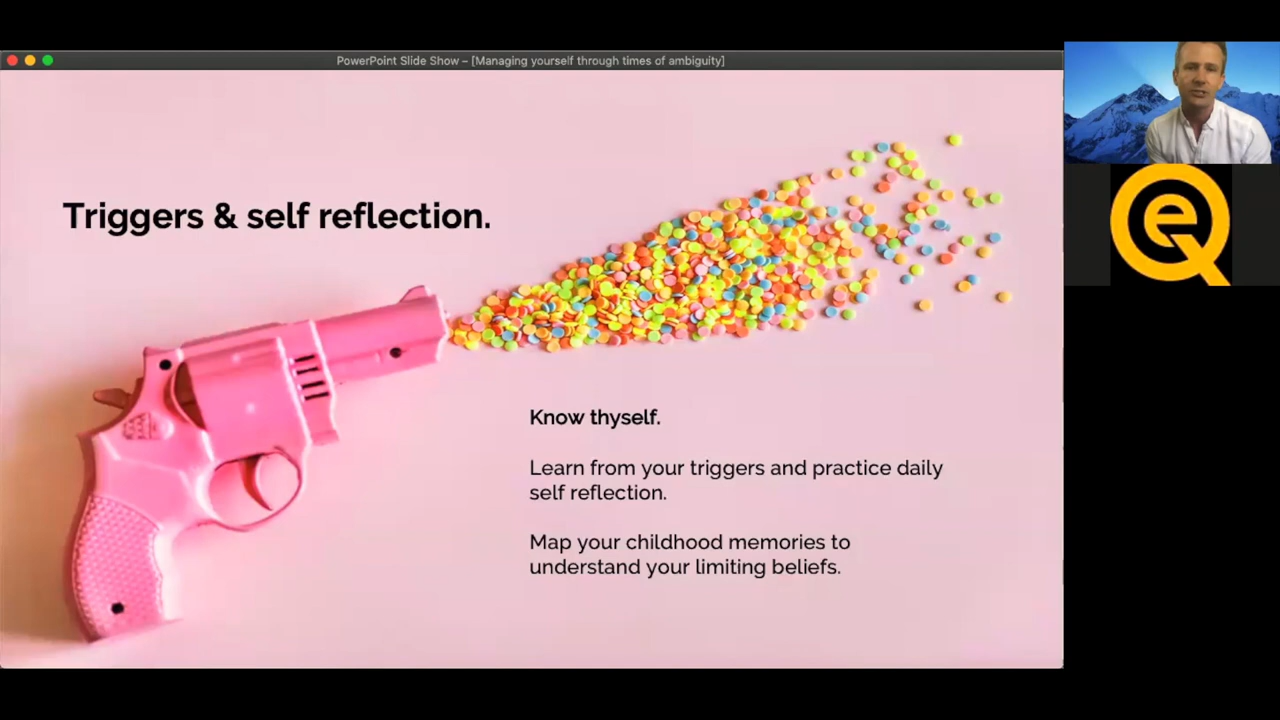 PowerPoint Slide Show – [Managing yourself through times of ambiguity]
Triggers & self reflection.
Know thyself.
Learn from your triggers and practice daily
self reflection.
Map your childhood memories to
understand your limiting beliefs.
eQ